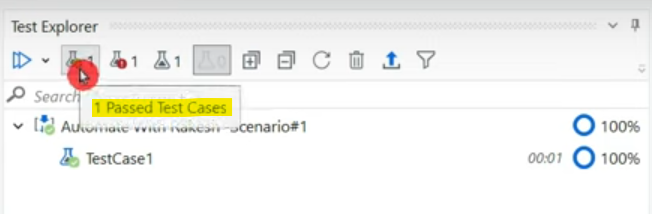 Test Explorer
1 1 1 0
Search
1 Passed Test Cases
Automate With Rakesh -Scenario#1 100%
TestCase1 00:01 100%